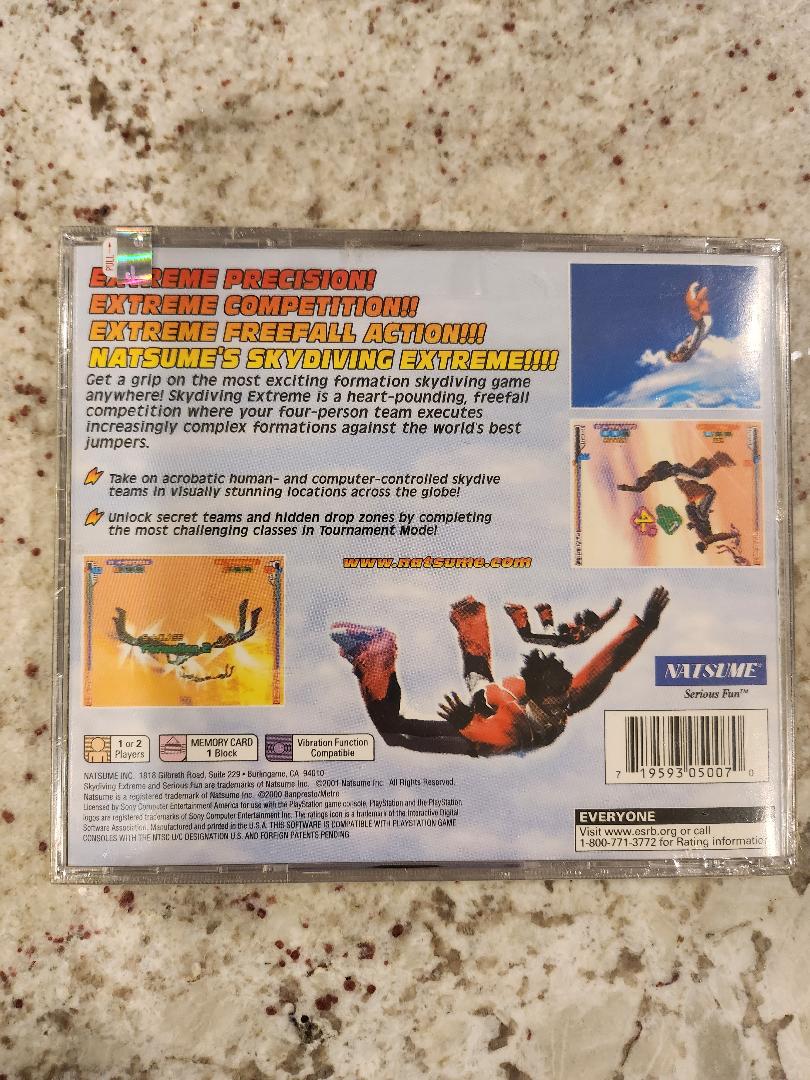 PULL
EXTREME PRECISION!
EXTREME COMPETITION!!
EXTREME FREEFALL ACTION!!!
NATSUME'S SKYDIVING EXTREME!!!!
Get a grip on the most exciting formation skydiving game
anywhere! Skydiving Extreme is a heart-pounding, freefall
competition where your four-person team executes
increasingly complex formations against the world's best
jumpers.
Take on acrobatic human- and computer-controlled skydive
teams in visually stunning locations across the globe!
Unlock secret teams and hidden drop zones by completing
the most challenging classes in Tournament Mode!
www.natsume.com
NATSUME®
Serious Fun™
1 or 2
Players
MEMORY CARD
1 Block
Vibration Function
Compatible
7 19593 05007 0
NATSUME INC. 1818 Gilbreth Road, Suite 229 • Burlingame, CA 94010
Skydiving Extreme and Serious Fun are trademarks of Natsume Inc. ©2001 Natsume Inc. All Rights Reserved.
Natsume is a registered trademark of Natsume Inc. ©2000 Banpresto/Metro
Licensed by Sony Computer Entertainment America for use with the PlayStation game console. PlayStation and the PlayStation
logos are registered trademarks of Sony Computer Entertainment Inc. The ratings icon is a trademark of the Interactive Digital
Software Association. Manufactured and printed in the U.S.A. THIS SOFTWARE IS COMPATIBLE WITH PLAYSTATION GAME
CONSOLES WITH THE NTSC U/C DESIGNATION. U.S. AND FOREIGN PATENTS PENDING.
EVERYONE
Visit www.esrb.org or call
1-800-771-3772 for Rating information